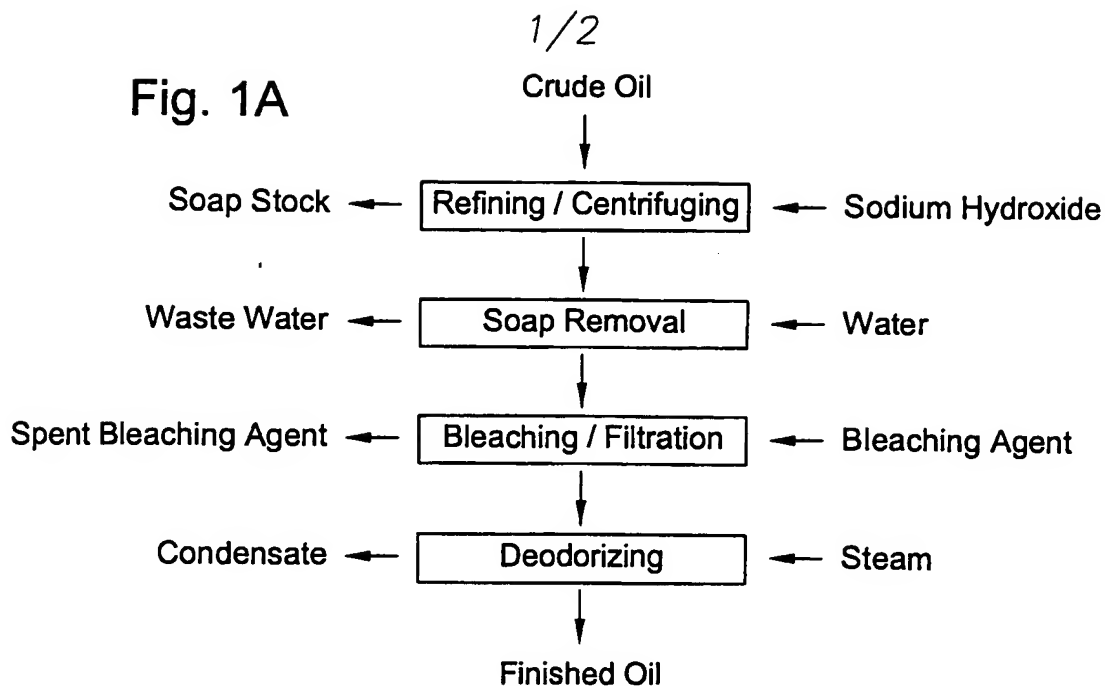 1/2
Fig. 1A
Crude Oil
Soap Stock
Refining / Centrifuging
Sodium Hydroxide
Waste Water
Soap Removal
Water
Spent Bleaching Agent
Bleaching / Filtration
Bleaching Agent
Condensate
Deodorizing
Steam
Finished Oil